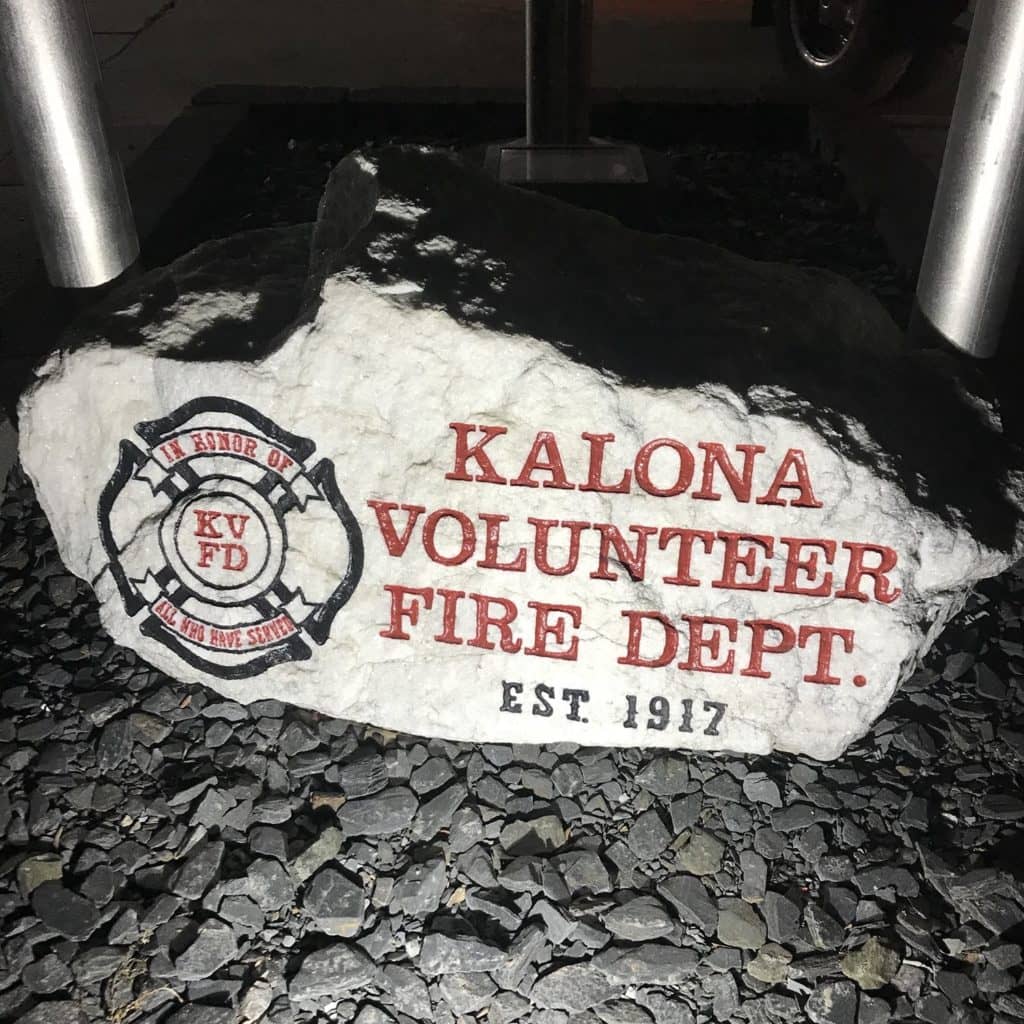 IN HONOR OF
KV
FD
ALL WHO HAVE SERVED
KALONA
VOLUNTEER
FIRE DEPT.
EST. 1917